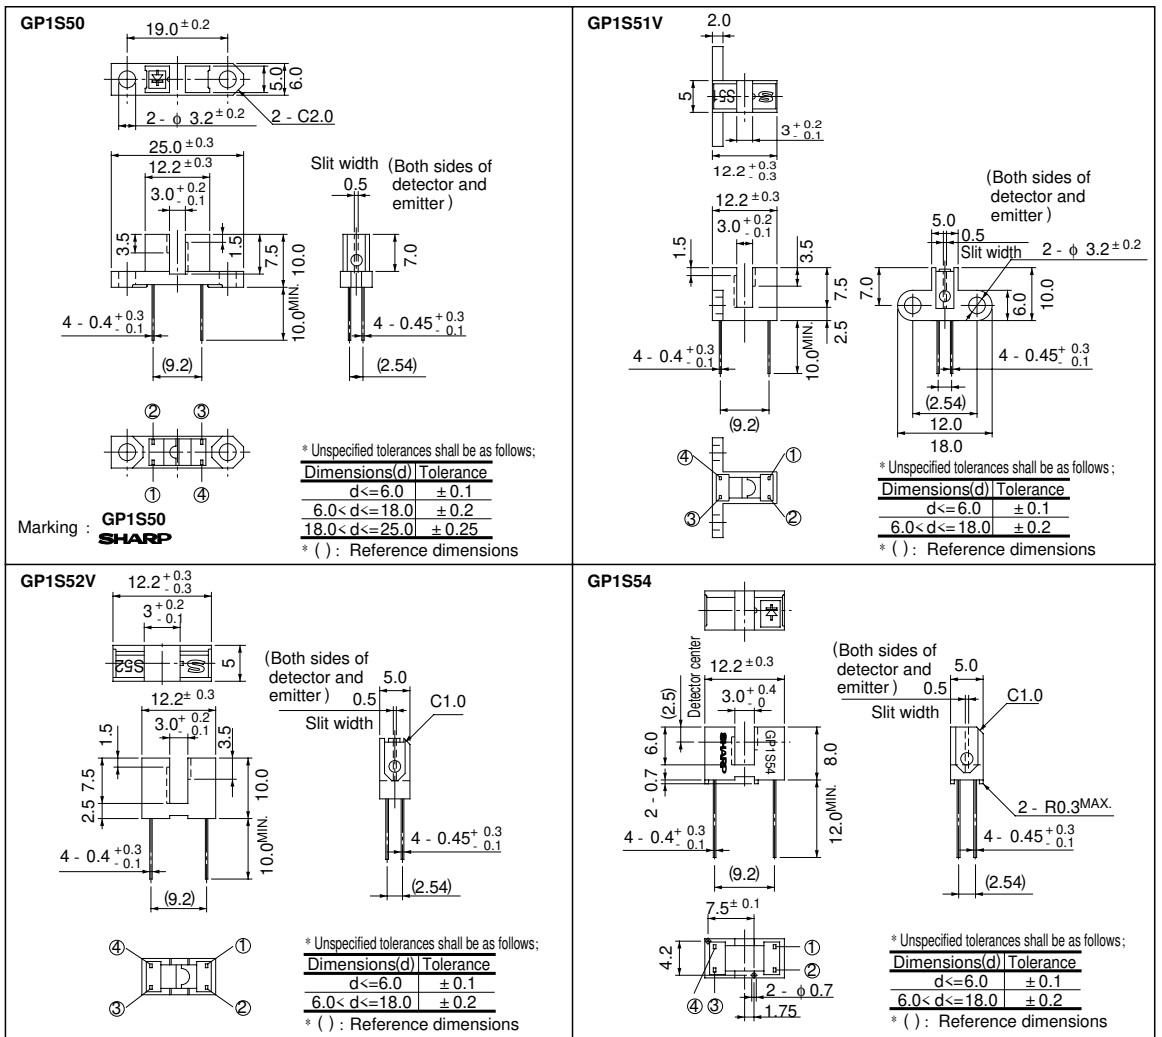 GP1S50
19.0 ± 0.2
5.0
6.0
2 - φ 3.2 ± 0.2
2 - C2.0
25.0 ± 0.3
12.2 ± 0.3
3.0 + 0.2 - 0.1
Slit width
0.5
(Both sides of
detector and
emitter)
3.5
1.5
7.5
10.0
7.0
10.0 MIN.
4 - 0.4 + 0.3 - 0.1
4 - 0.45 + 0.3 - 0.1
(9.2)
(2.54)
② ③
① ④
Marking : GP1S50
SHARP
* Unspecified tolerances shall be as follows;
Dimensions(d) Tolerance
d<=6.0 ± 0.1
6.0< d<=18.0 ± 0.2
18.0< d<=25.0 ± 0.25
* ( ) : Reference dimensions
GP1S51V
2.0
5
S51
S
3 + 0.2 - 0.1
12.2 + 0.3 - 0.3
12.2 ± 0.3
3.0 + 0.2 - 0.1
1.5
3.5
7.5
2.5
10.0 MIN.
(Both sides of
detector and
emitter)
5.0
0.5
Slit width
2 - φ 3.2 ± 0.2
7.0
6.0
10.0
4 - 0.4 + 0.3 - 0.1
4 - 0.45 + 0.3 - 0.1
(9.2)
(2.54)
12.0
18.0
④ ①
③ ②
* Unspecified tolerances shall be as follows;
Dimensions(d) Tolerance
d<=6.0 ± 0.1
6.0< d<=18.0 ± 0.2
* ( ) : Reference dimensions
GP1S52V
12.2 + 0.3 - 0.3
3 + 0.2 - 0.1
S52
S
5
12.2 ± 0.3
3.0 + 0.2 - 0.1
(Both sides of
detector and
emitter)
5.0
0.5
Slit width
C1.0
1.5
3.5
7.5
2.5
10.0
10.0 MIN.
4 - 0.4 + 0.3 - 0.1
4 - 0.45 + 0.3 - 0.1
(9.2)
(2.54)
④ ①
③ ②
* Unspecified tolerances shall be as follows;
Dimensions(d) Tolerance
d<=6.0 ± 0.1
6.0< d<=18.0 ± 0.2
* ( ) : Reference dimensions
GP1S54
Detector center
(2.5)
12.2 ± 0.3
3.0 + 0.4 - 0
(Both sides of
detector and
emitter)
5.0
0.5
Slit width
C1.0
6.0
SHARP
GP1S54
8.0
2 - 0.7
12.0 MIN.
2 - R0.3 MAX.
4 - 0.4 + 0.3 - 0.1
4 - 0.45 + 0.3 - 0.1
(9.2)
(2.54)
7.5 ± 0.1
4.2
①
②
④ ③
2 - φ 0.7
1.75
* Unspecified tolerances shall be as follows;
Dimensions(d) Tolerance
d<=6.0 ± 0.1
6.0< d<=18.0 ± 0.2
* ( ) : Reference dimensions